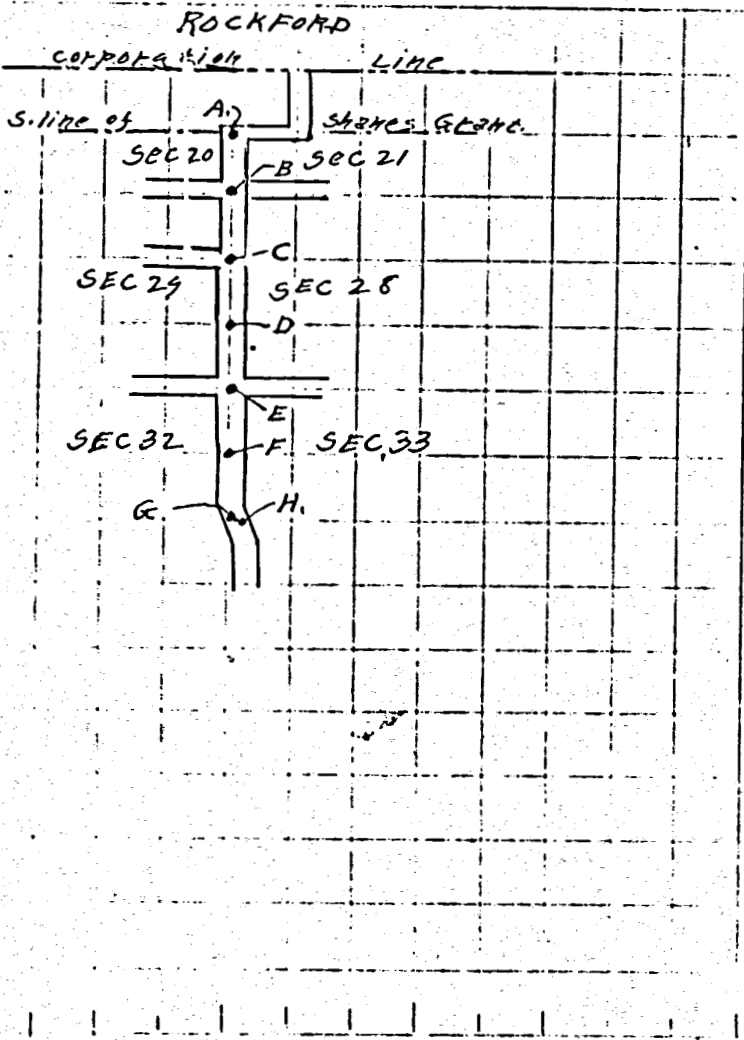 ROCKFORD
corporation Line
S. line of Shanes Grant.
A.
SEC 20 SEC 21
B
C
SEC 29 SEC 28
D
E
SEC 32 F SEC. 33
G. H.